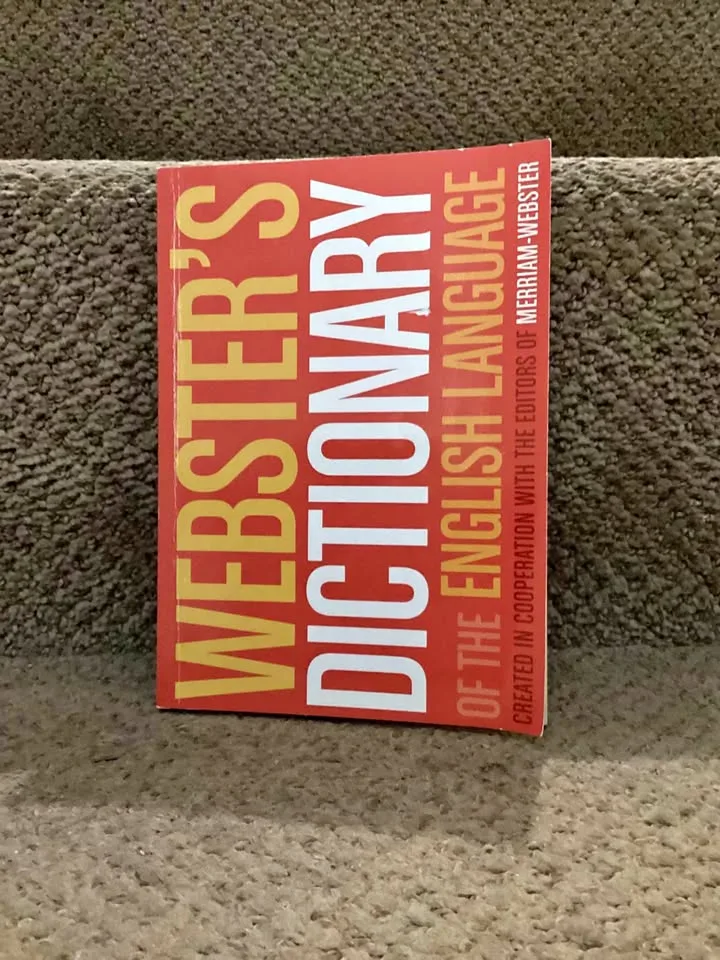 WEBSTER'S
DICTIONARY
OF THE ENGLISH LANGUAGE
CREATED IN COOPERATION WITH THE EDITORS OF MERRIAM-WEBSTER